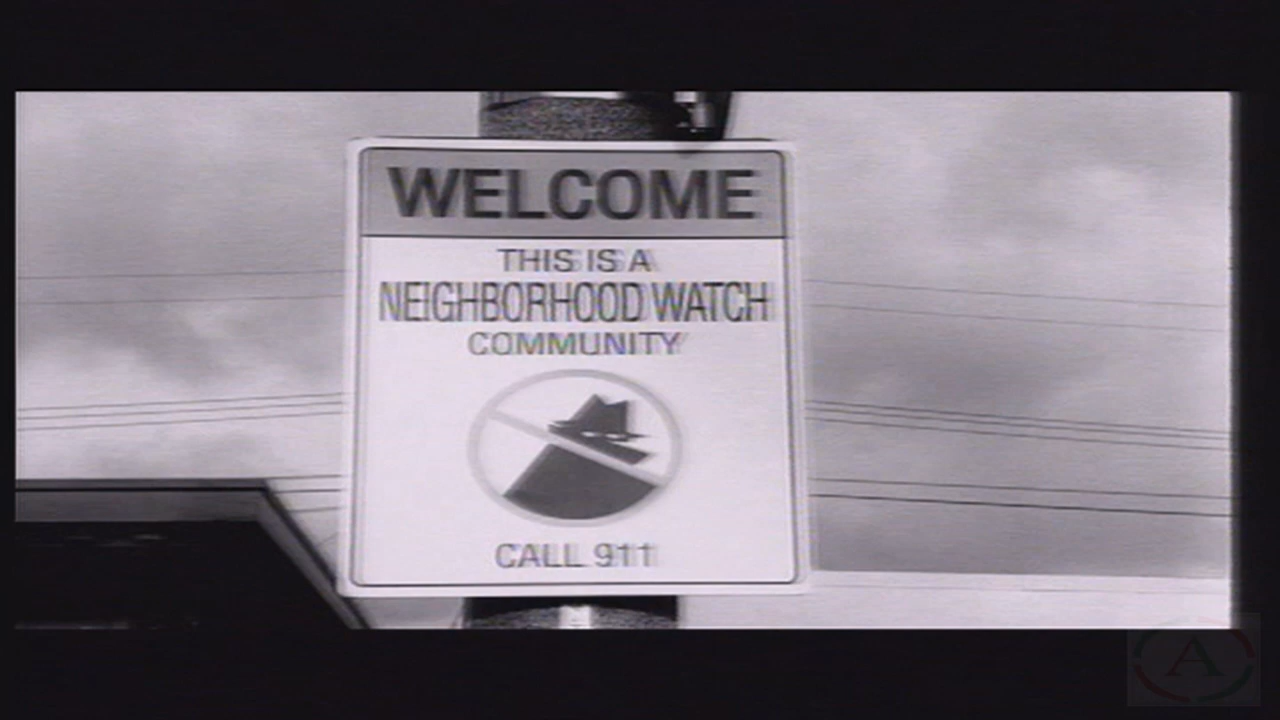 WELCOME
THIS IS A
NEIGHBORHOOD WATCH
COMMUNITY
CALL 911
A